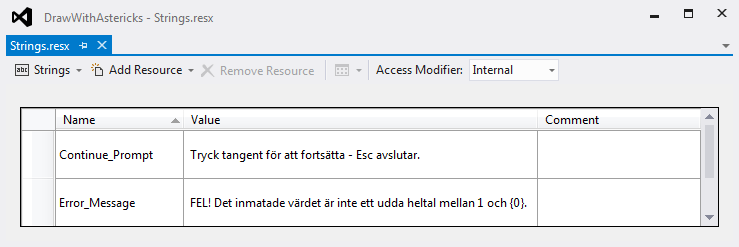 DrawWithAstericks - Strings.resx
Strings.resx
abc Strings Add Resource Remove Resource Access Modifier: Internal
Name Value Comment
Continue_Prompt Tryck tangent för att fortsätta - Esc avslutar.
Error_Message FEL! Det inmatade värdet är inte ett udda heltal mellan 1 och {0}.